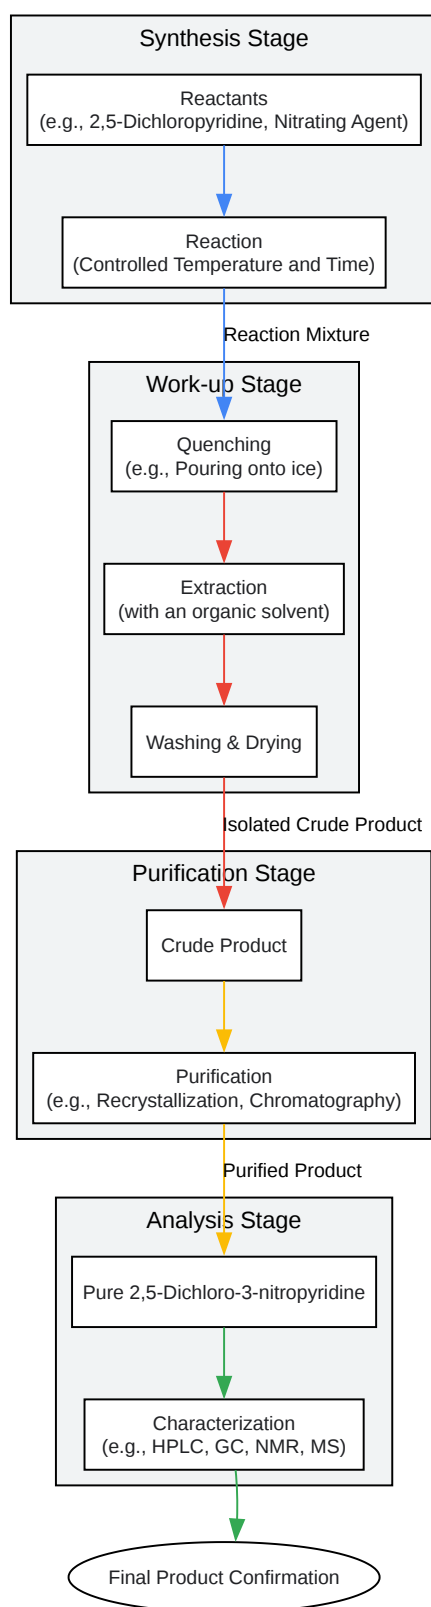 Synthesis Stage
Reactants
(e.g., 2,5-Dichloropyridine, Nitrating Agent)
Reaction
(Controlled Temperature and Time)
Reaction Mixture
Work-up Stage
Quenching
(e.g., Pouring onto ice)
Extraction
(with an organic solvent)
Washing & Drying
Isolated Crude Product
Purification Stage
Crude Product
Purification
(e.g., Recrystallization, Chromatography)
Purified Product
Analysis Stage
Pure 2,5-Dichloro-3-nitropyridine
Characterization
(e.g., HPLC, GC, NMR, MS)
Final Product Confirmation